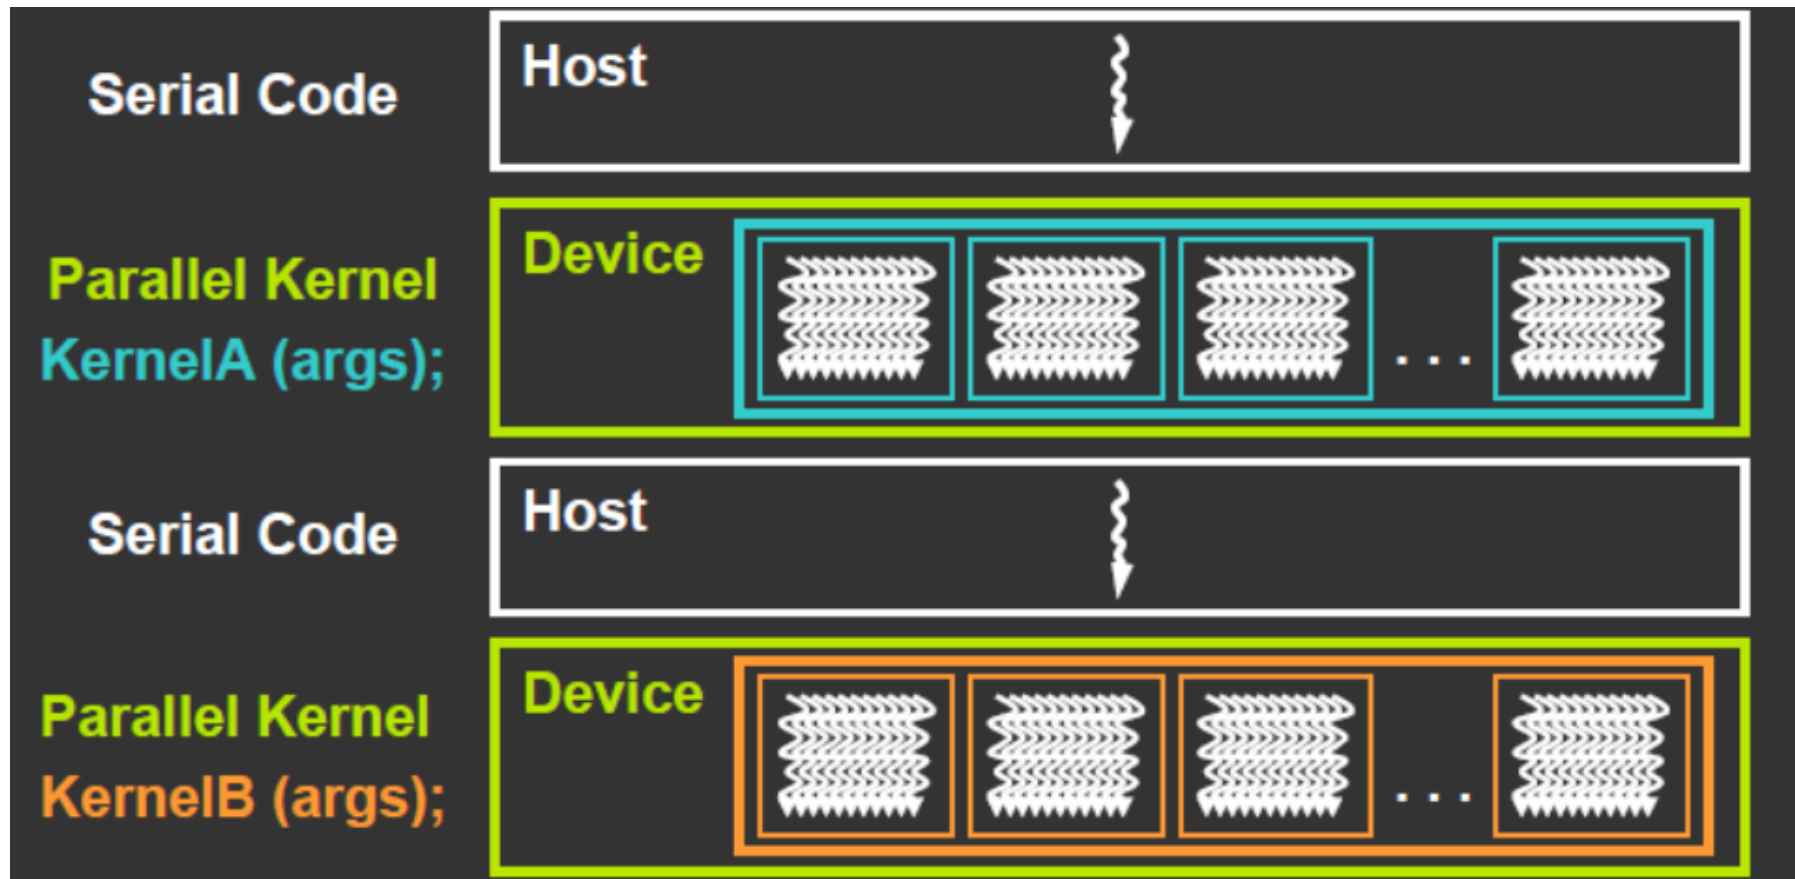 Serial Code
Host
Parallel Kernel
KernelA (args);
Device
. . .
Serial Code
Host
Parallel Kernel
KernelB (args);
Device
. . .